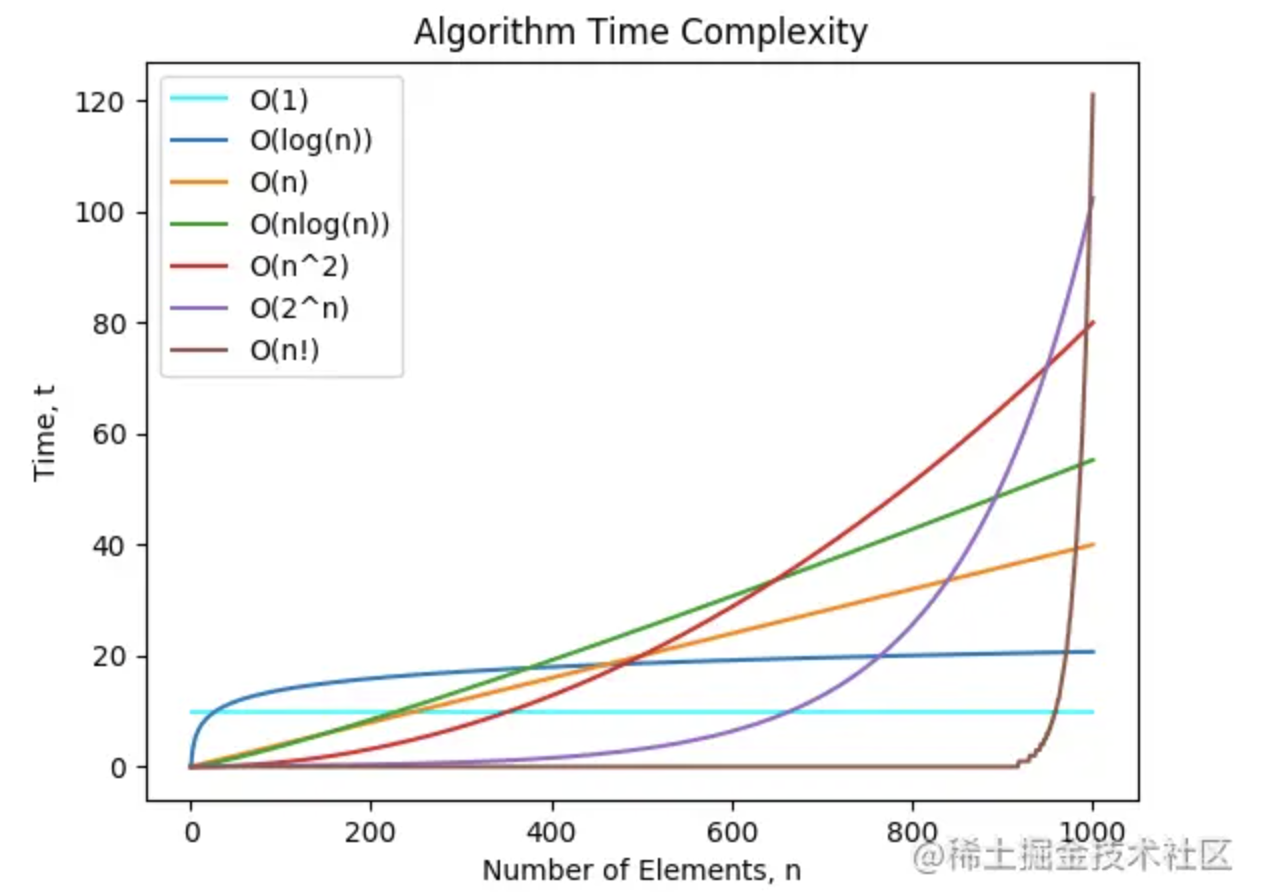 Algorithm Time Complexity
O(1)
O(log(n))
O(n)
O(nlog(n))
O(n^2)
O(2^n)
O(n!)
120
100
80
60
40
20
0
Time, t
0 200 400 600 800 1000
Number of Elements, n
@稀土掘金技术社区